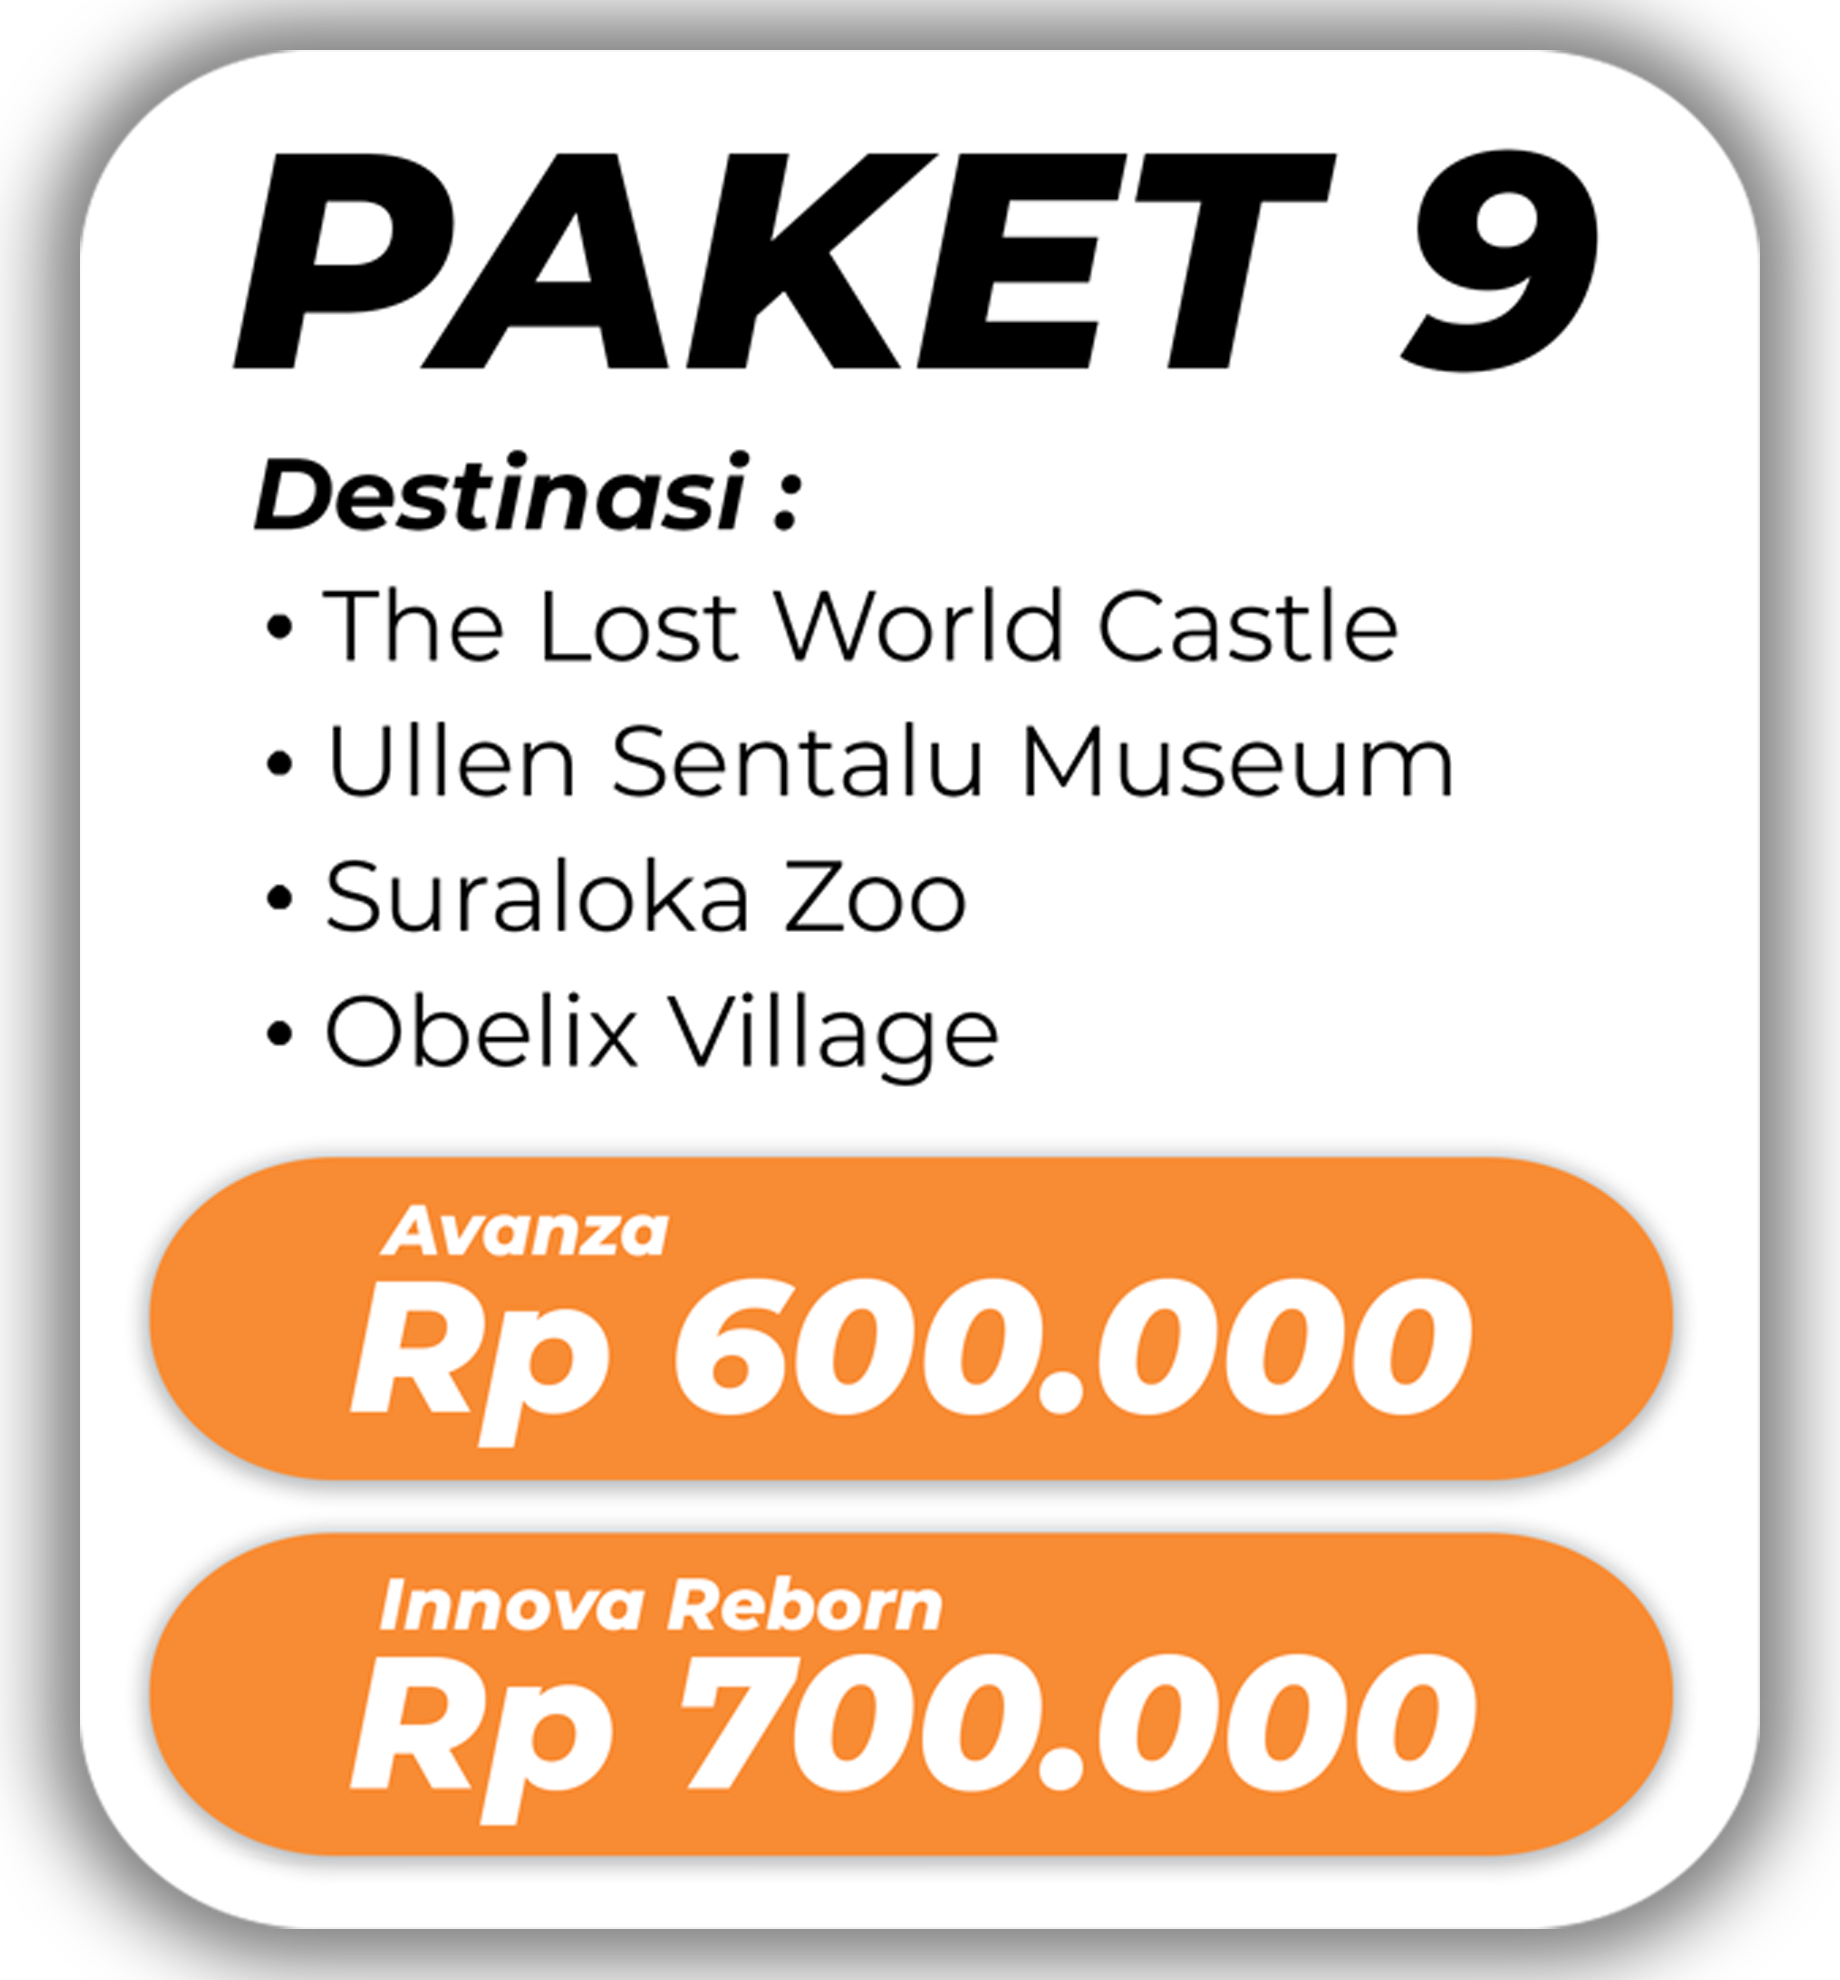 PAKET 9
Destinasi :
• The Lost World Castle
• Ullen Sentalu Museum
• Suraloka Zoo
• Obelix Village
Avanza
Rp 600.000
Innova Reborn
Rp 700.000